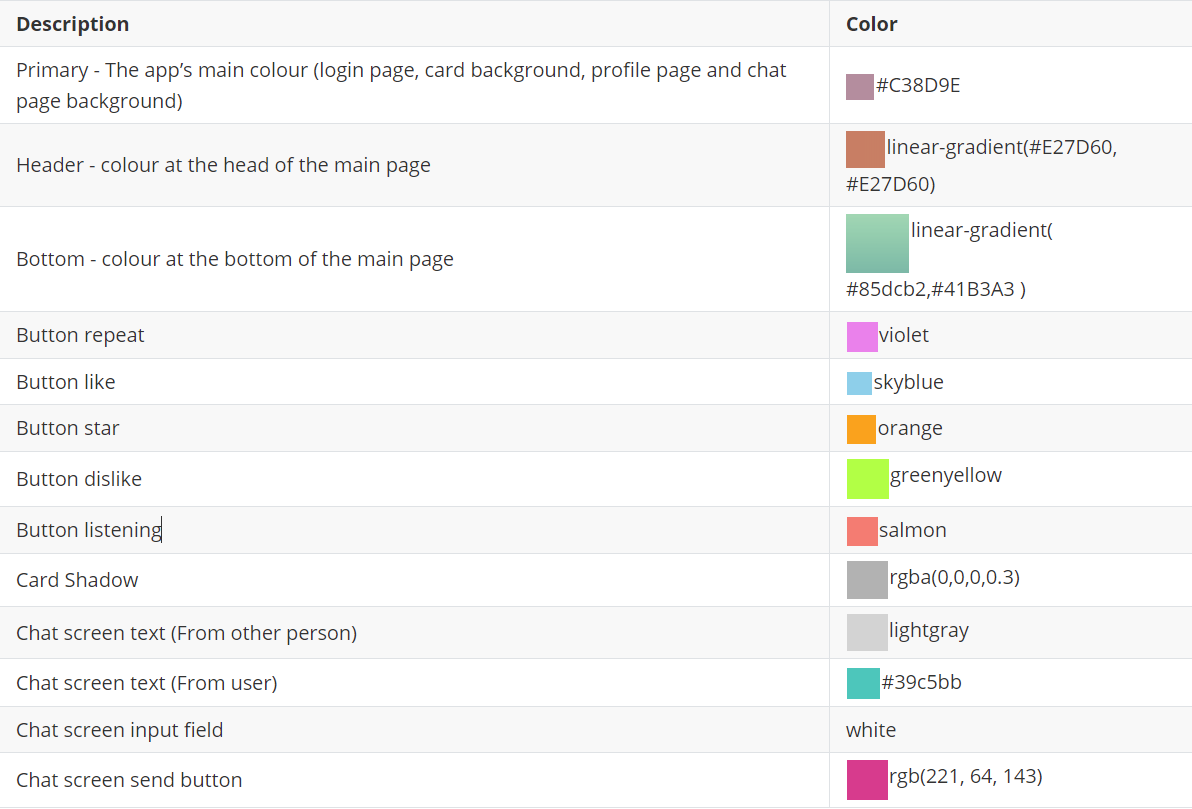 Description Color
Primary - The app’s main colour (login page, card background, profile page and chat
page background)
#C38D9E
Header - colour at the head of the main page
linear-gradient(#E27D60,
#E27D60)
Bottom - colour at the bottom of the main page
linear-gradient(
#85dcb2,#41B3A3 )
Button repeat violet
Button like skyblue
Button star orange
Button dislike greenyellow
Button listening salmon
Card Shadow rgba(0,0,0,0.3)
Chat screen text (From other person) lightgray
Chat screen text (From user) #39c5bb
Chat screen input field white
Chat screen send button rgb(221, 64, 143)